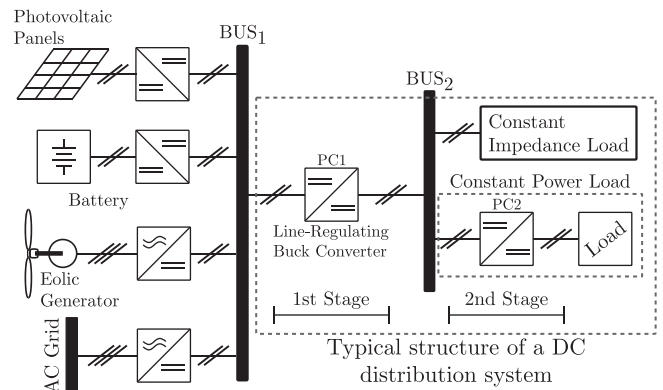 Photovoltaic
Panels
BUS1
BUS2
Constant
Impedance Load
Constant Power Load
PC1
PC2
Load
Battery
Line-Regulating
Buck Converter
Eolic
Generator
1st Stage
2nd Stage
AC Grid
Typical structure of a DC
distribution system